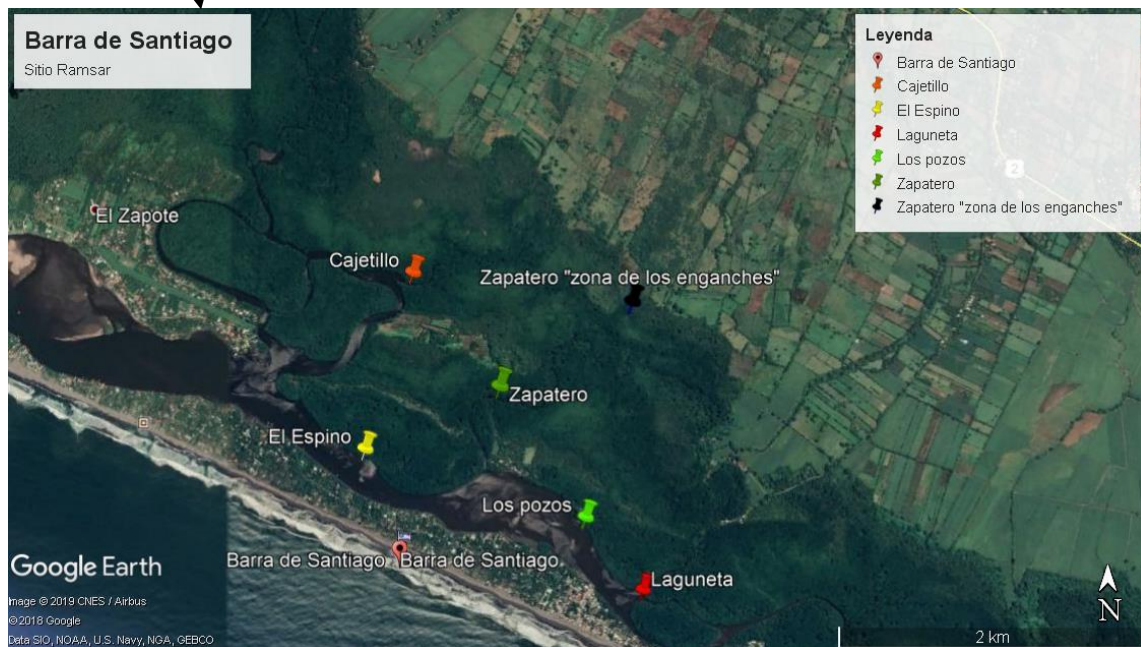 Barra de Santiago
Sitio Ramsar
Leyenda
Barra de Santiago
Cajetillo
El Espino
Laguneta
Los pozos
Zapatero
Zapatero "zona de los enganches"
2
El Zapote
Cajetillo
Zapatero "zona de los enganches"
Zapatero
El Espino
Los pozos
Barra de Santiago Barra de Santiago
Laguneta
Google Earth
Image © 2019 CNES / Airbus
©2018 Google
Data SIO, NOAA, U.S. Navy, NGA, GEBCO
N
2 km